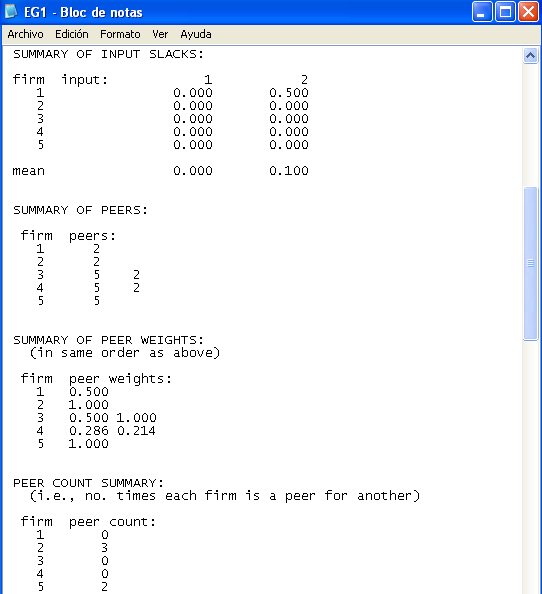 EG1 - Bloc de notas
Archivo Edición Formato Ver Ayuda
SUMMARY OF INPUT SLACKS:
firm input: 1 2
1 0.000 0.500
2 0.000 0.000
3 0.000 0.000
4 0.000 0.000
5 0.000 0.000
mean 0.000 0.100
SUMMARY OF PEERS:
firm peers:
1 2
2 2
3 5 2
4 5 2
5 5
SUMMARY OF PEER WEIGHTS:
(in same order as above)
firm peer weights:
1 0.500
2 1.000
3 0.500 1.000
4 0.286 0.214
5 1.000
PEER COUNT SUMMARY:
(i.e., no. times each firm is a peer for another)
firm peer count:
1 0
2 3
3 0
4 0
5 2